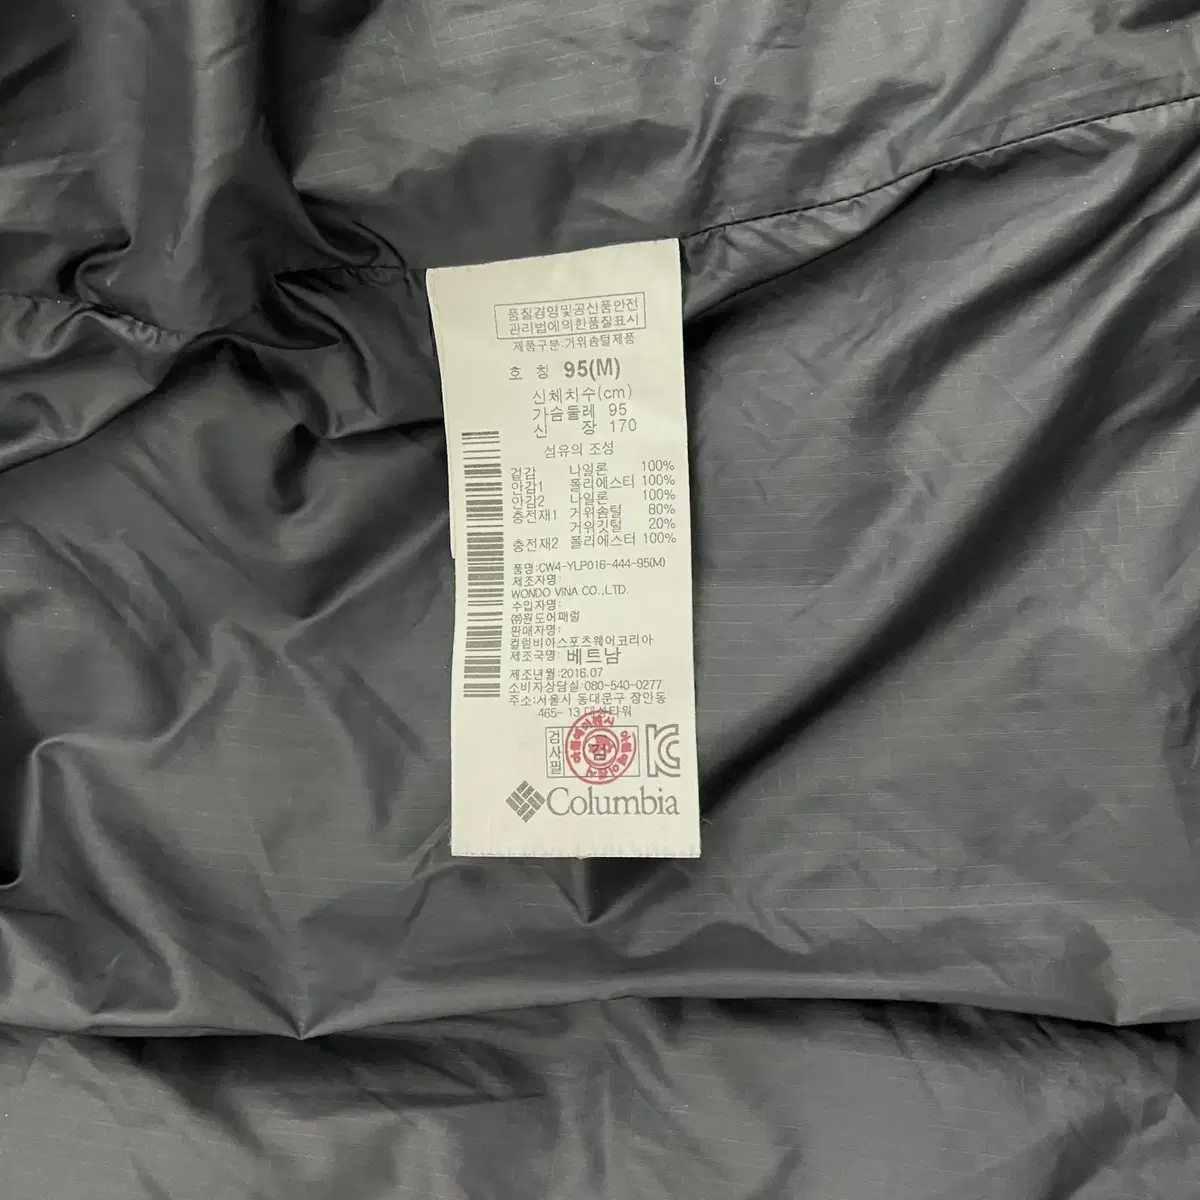 품질경영및공산품안전
관리법에의한품질표시
제품구분:거위솜털제품
호 칭 95(M)
신체치수(cm)
가슴둘레 95
신 장 170
섬유의 조성
겉감 나일론 100%
안감1 폴리에스터 100%
안감2 나일론 100%
충전재1 거위솜털 80%
거위깃털 20%
충전재2 폴리에스터 100%
품명:CW4-YLP016-444-95(M)
제조자명:
WONDO VINA CO.,LTD.
수입자명:
㈜원도어패럴
판매자명:
컬럼비아스포츠웨어코리아
제조국명: 베트남
제조년월:2016.07
소비자상담실:080-540-0277
주소:서울시 동대문구 장안동
465-13
검사필
검
KC
Columbia